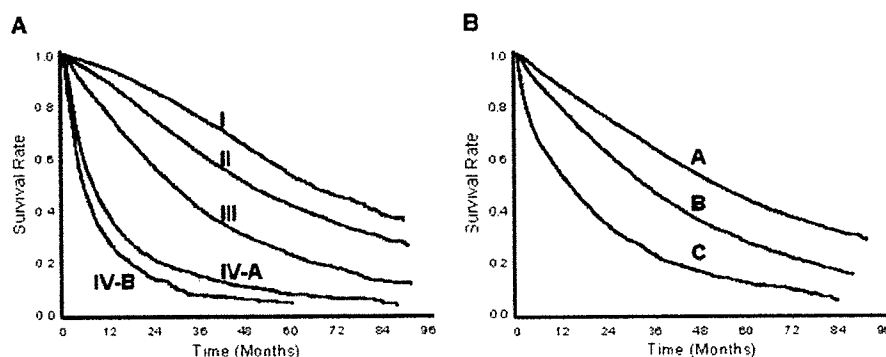 A
1.0
0.8
0.6
0.4
0.2
0.0
Survival Rate
I
II
III
IV-A
IV-B
0 12 24 36 48 60 72 84 96
Time (Months)
B
1.0
0.8
0.6
0.4
0.2
0.0
Survival Rate
A
B
C
0 12 24 36 48 60 72 84 96
Time (Months)